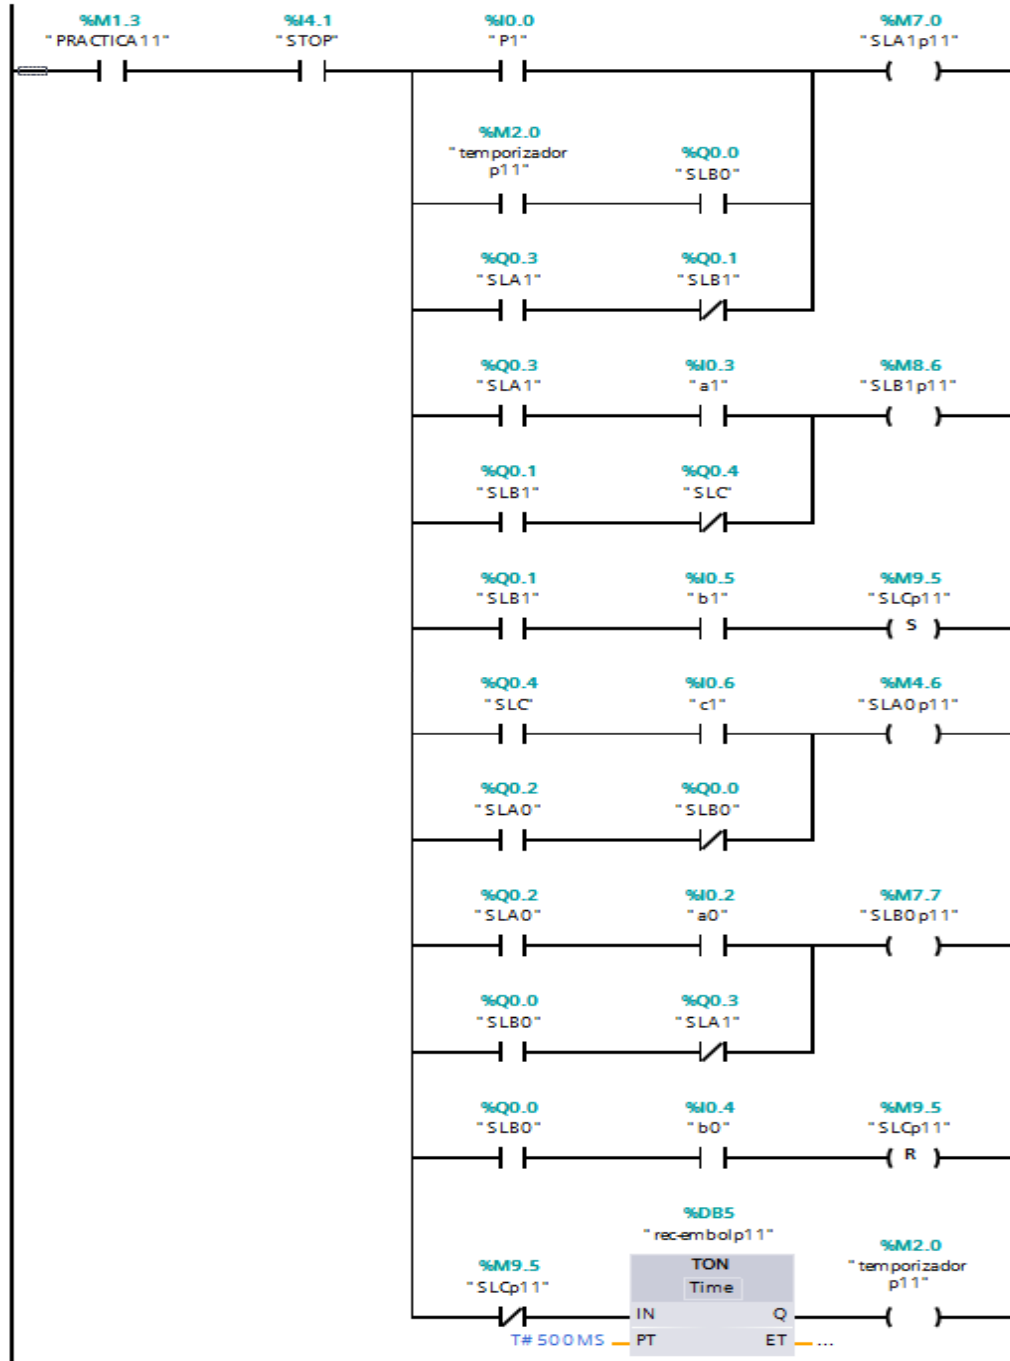 %M1.3 %I4.1 %I0.0 %M7.0
"PRACTICA11" "STOP" "P1" "SLA1p11"
%M2.0
"temporizador %Q0.0
p11" "SLB0"
%Q0.3 %Q0.1
"SLA1" "SLB1"
%Q0.3 %I0.3 %M8.6
"SLA1" "a1" "SLB1p11"
%Q0.1 %Q0.4
"SLB1" "SLC"
%Q0.1 %I0.5 %M9.5
"SLB1" "b1" "SLCp11"
S
%Q0.4 %I0.6 %M4.6
"SLC" "c1" "SLA0p11"
%Q0.2 %Q0.0
"SLA0" "SLB0"
%Q0.2 %I0.2 %M7.7
"SLA0" "a0" "SLB0p11"
%Q0.0 %Q0.3
"SLB0" "SLA1"
%Q0.0 %I0.4 %M9.5
"SLB0" "b0" "SLCp11"
R
%DB5
"rec-embolp11"
%M2.0
%M9.5 TON "temporizador
"SLCp11" Time p11"
IN Q
T#500MS PT ET ...